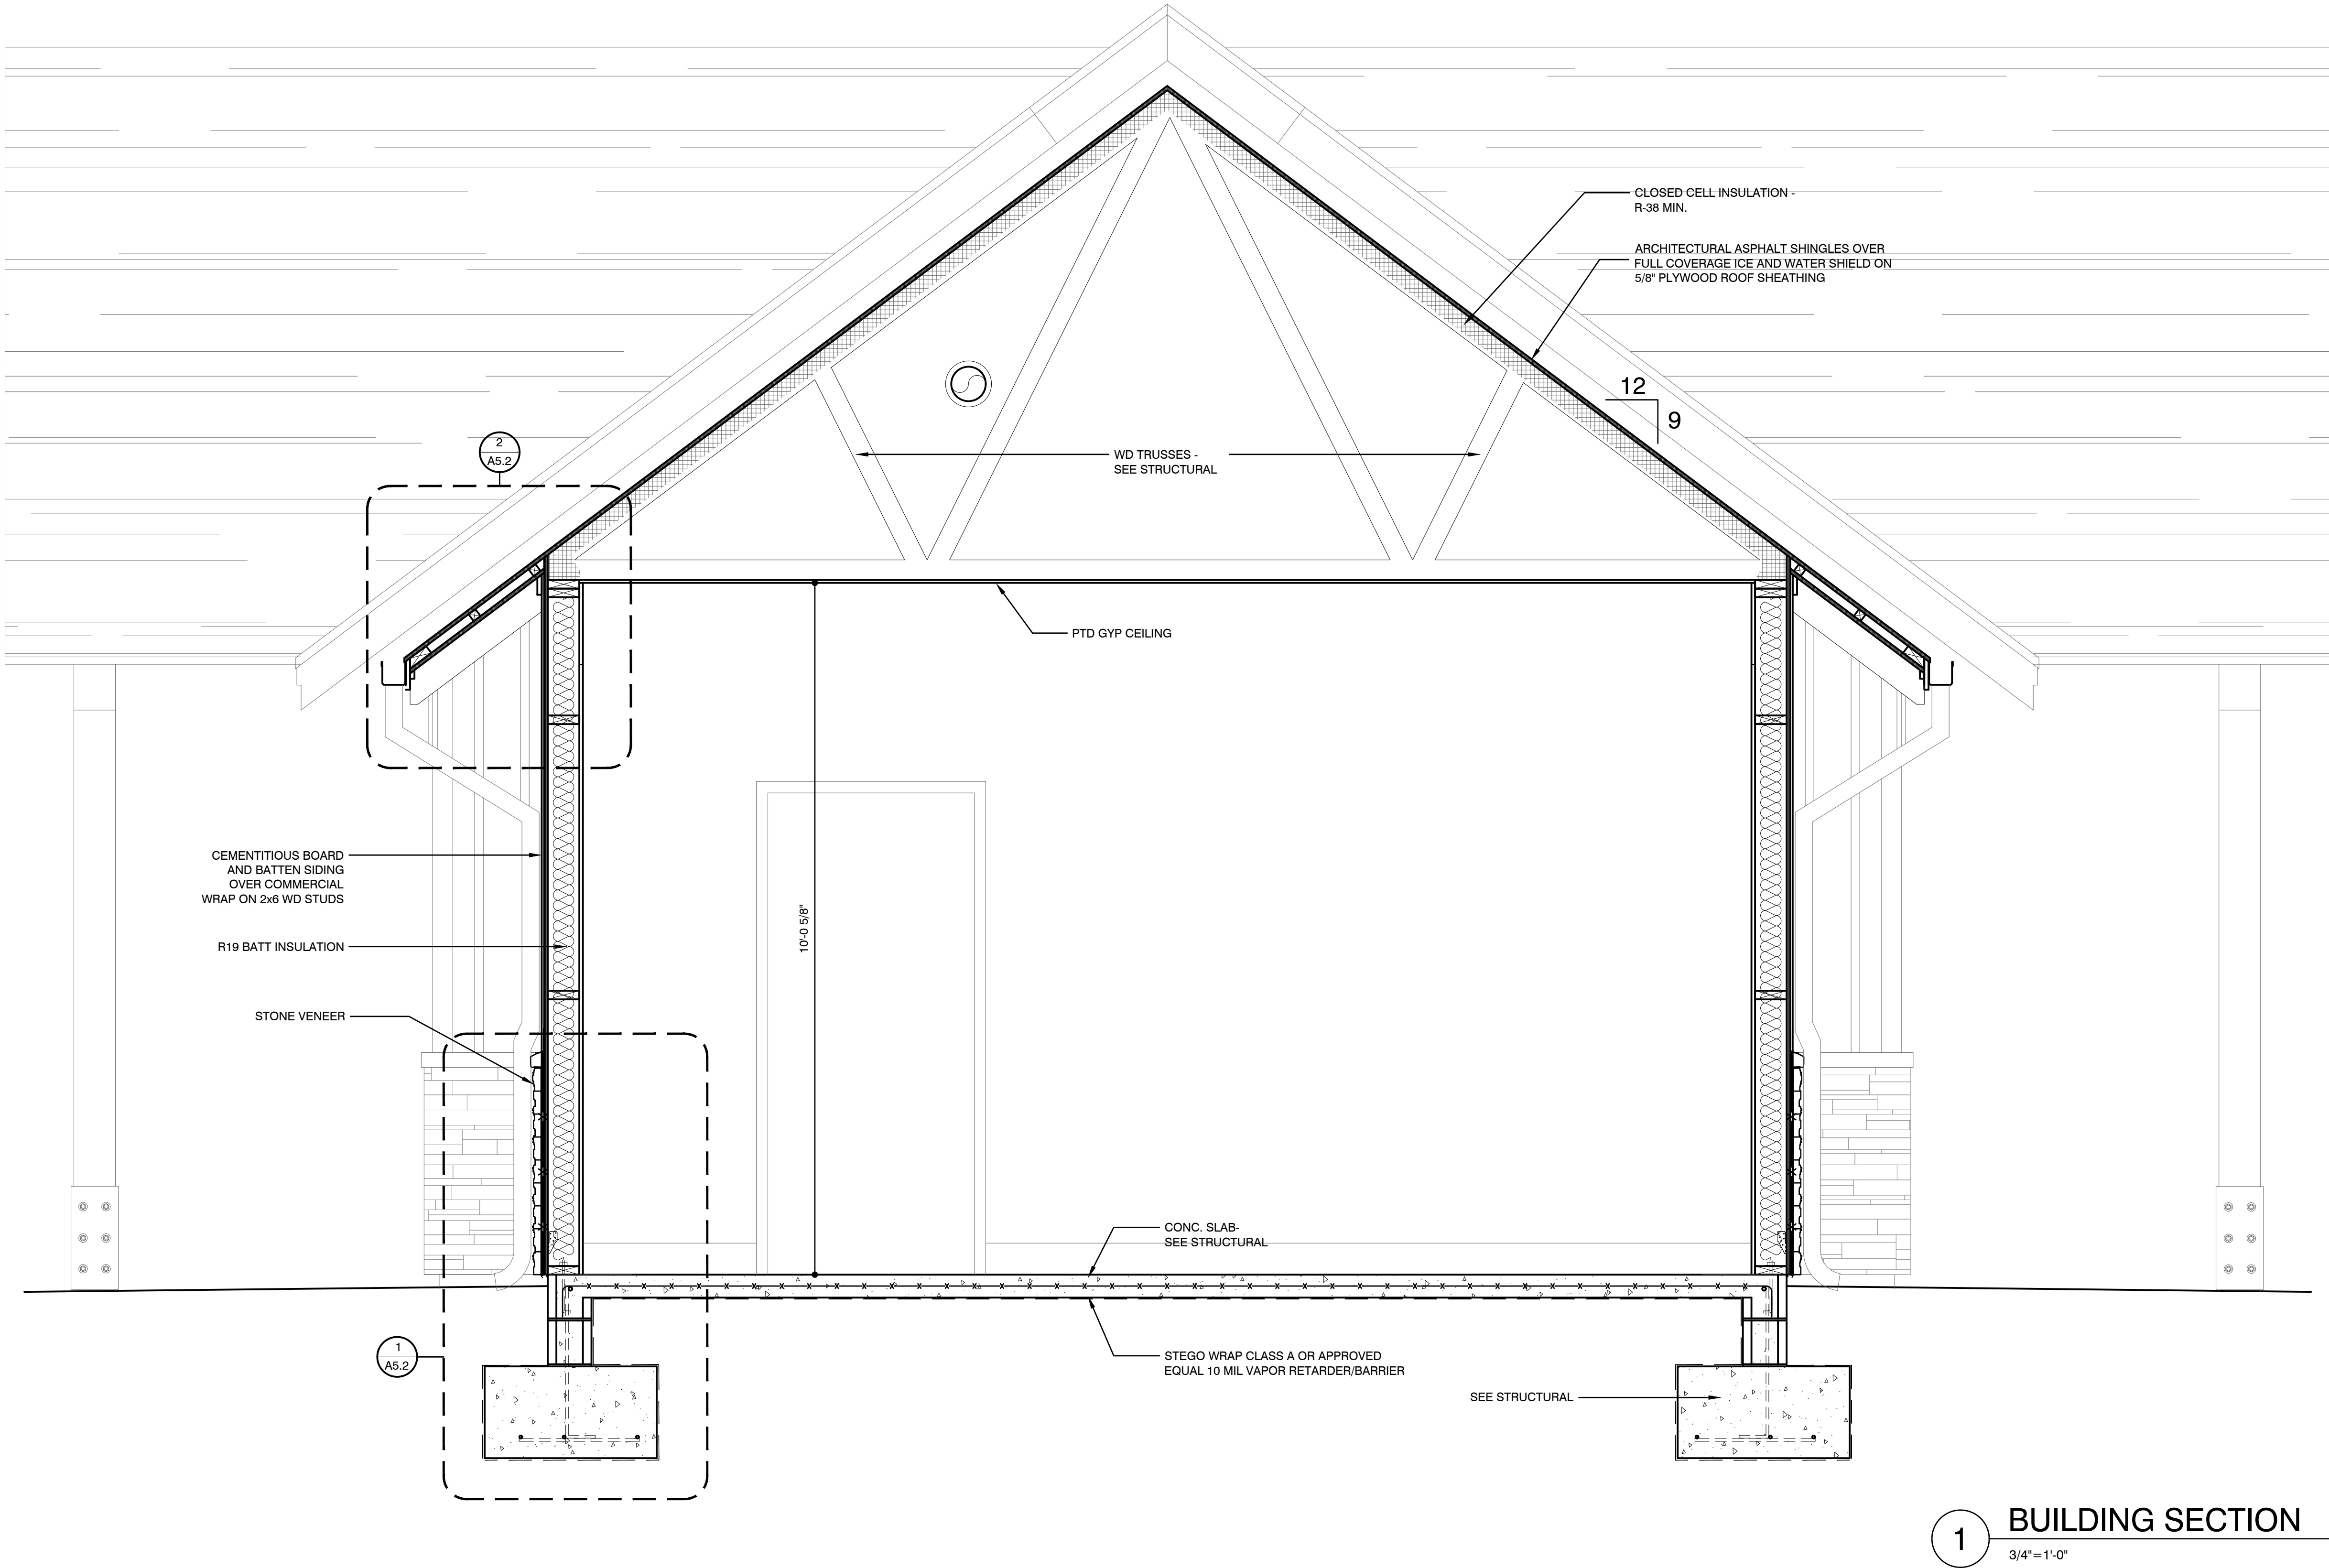 CLOSED CELL INSULATION -
R-38 MIN.
ARCHITECTURAL ASPHALT SHINGLES OVER
FULL COVERAGE ICE AND WATER SHIELD ON
5/8" PLYWOOD ROOF SHEATHING
12
9
2
A5.2
WD TRUSSES -
SEE STRUCTURAL
PTD GYP CEILING
CEMENTITIOUS BOARD
AND BATTEN SIDING
OVER COMMERCIAL
WRAP ON 2x6 WD STUDS
10'-0 5/8"
R19 BATT INSULATION
STONE VENEER
CONC. SLAB-
SEE STRUCTURAL
1
A5.2
STEGO WRAP CLASS A OR APPROVED
EQUAL 10 MIL VAPOR RETARDER/BARRIER
SEE STRUCTURAL
1
BUILDING SECTION
3/4"=1'-0"